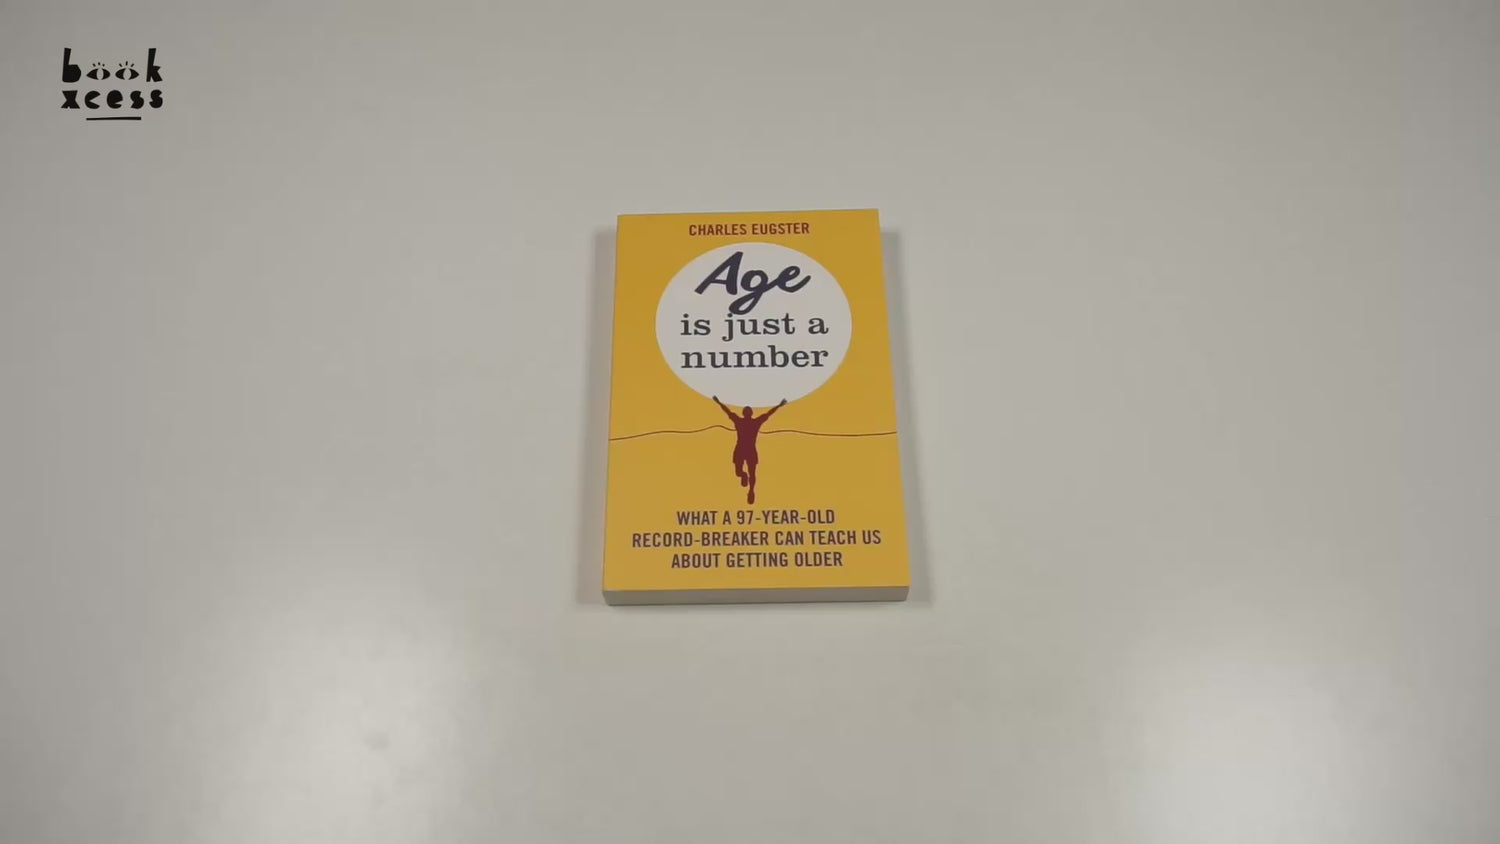 book
xcess
CHARLES EUGSTER
Age
is just a
number
WHAT A 97-YEAR-OLD
RECORD-BREAKER CAN TEACH US
ABOUT GETTING OLDER